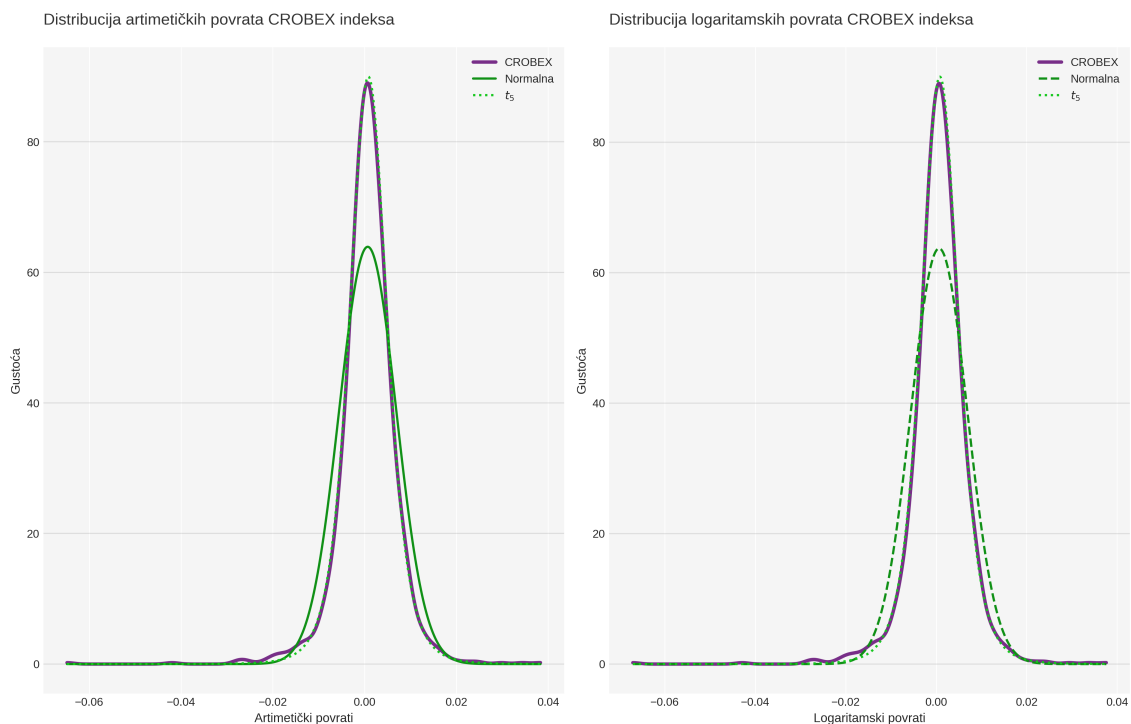 Distribucija artimetičkih povrata CROBEX indeksa
CROBEX
Normalna
t5
80
60
40
20
0
Gustoća
−0.06
−0.04
−0.02
0.00
0.02
0.04
Artimetički povrati
Distribucija logaritamskih povrata CROBEX indeksa
CROBEX
Normalna
t5
80
60
40
20
0
Gustoća
−0.06
−0.04
−0.02
0.00
0.02
0.04
Logaritamski povrati